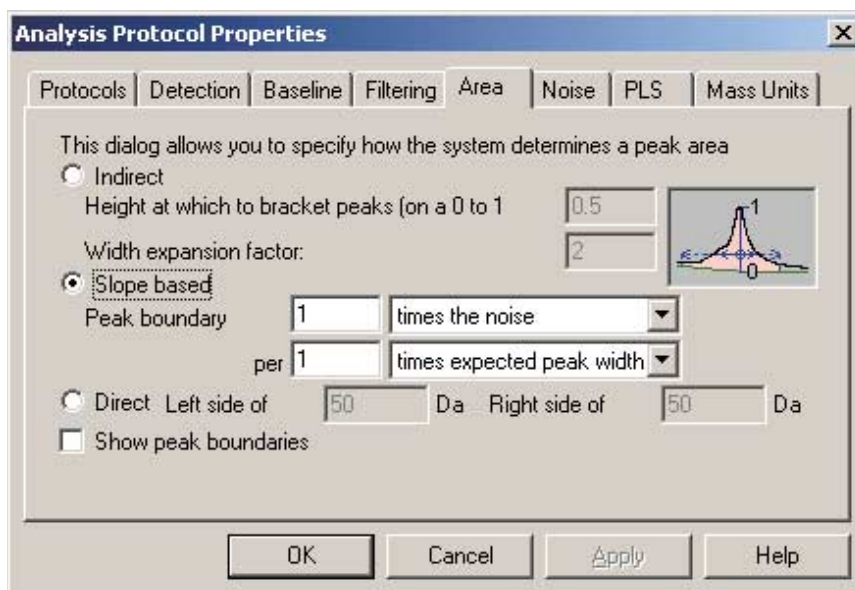 Analysis Protocol Properties
Protocols Detection Baseline Filtering Area Noise PLS Mass Units
This dialog allows you to specify how the system determines a peak area
Indirect
Height at which to bracket peaks (on a 0 to 1 0.5
1
Width expansion factor: 2
0
Slope based
Peak boundary 1 times the noise
per 1 times expected peak width
Direct Left side of 50 Da Right side of 50 Da
Show peak boundaries
OK Cancel Apply Help